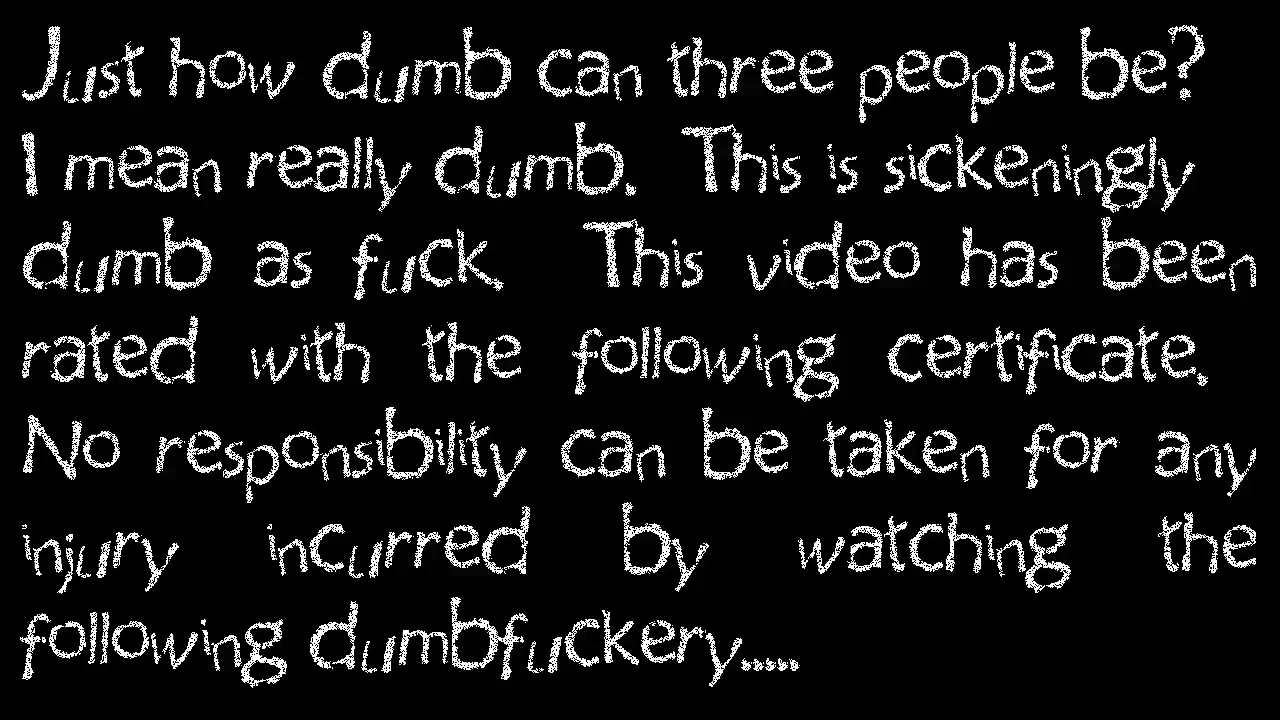 Just how dumb can three people be?
I mean really dumb. This is sickeningly
dumb as fuck. This video has been
rated with the following certificate.
No responsibility can be taken for any
injury incurred by watching the
following dumbfuckery.....